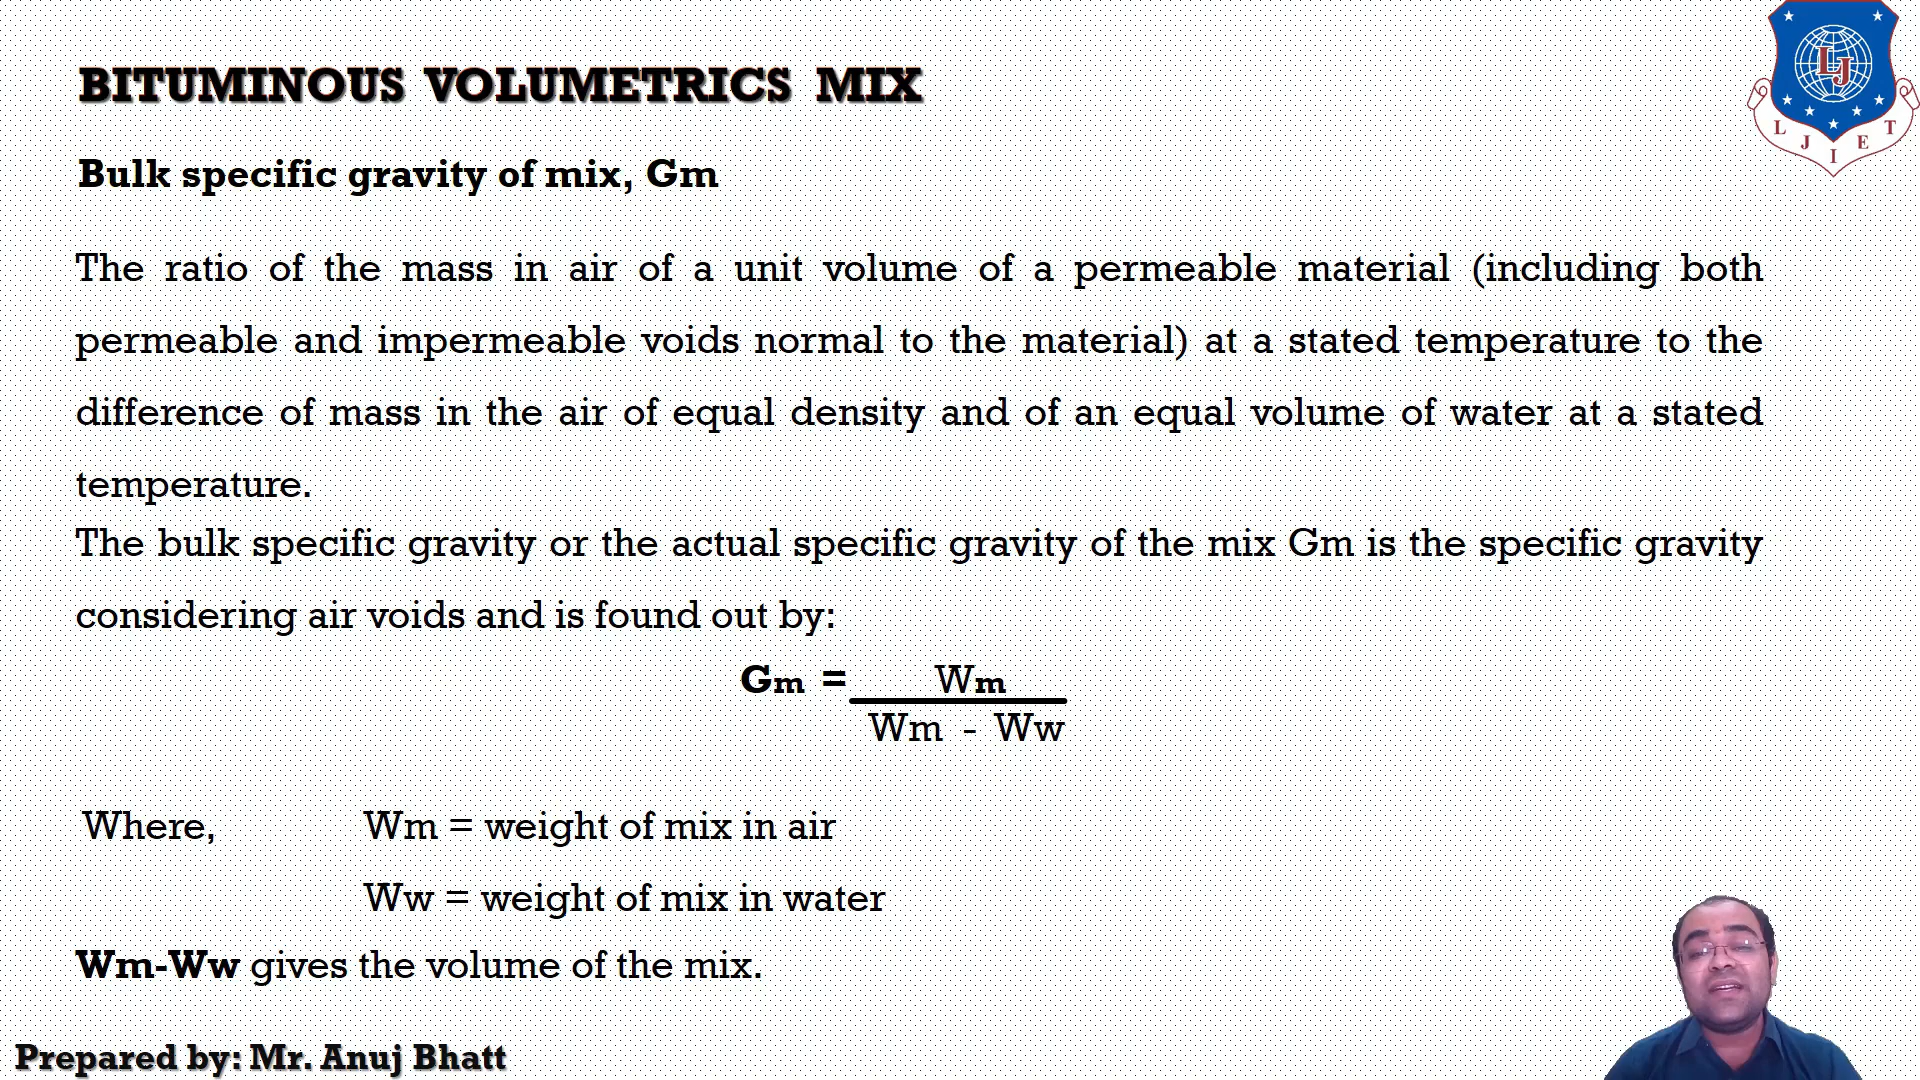 BITUMINOUS VOLUMETRICS MIX
LJ
L J I E T
Bulk specific gravity of mix, Gm
The ratio of the mass in air of a unit volume of a permeable material (including both
permeable and impermeable voids normal to the material) at a stated temperature to the
difference of mass in the air of equal density and of an equal volume of water at a stated
temperature.
The bulk specific gravity or the actual specific gravity of the mix Gm is the specific gravity
considering air voids and is found out by:
Gm = Wm
Wm - Ww
Where, Wm = weight of mix in air
Ww = weight of mix in water
Wm-Ww gives the volume of the mix.
Prepared by: Mr. Anuj Bhatt